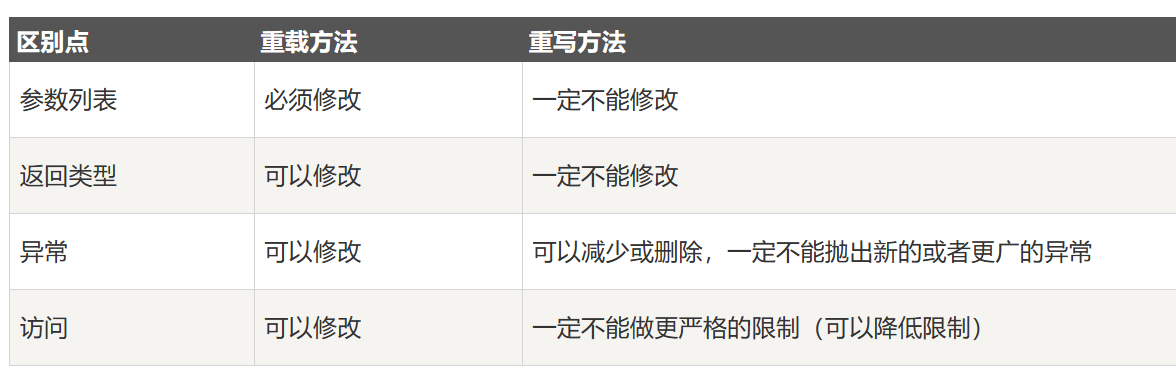 区别点 重载方法 重写方法
参数列表 必须修改 一定不能修改
返回类型 可以修改 一定不能修改
异常 可以修改 可以减少或删除，一定不能抛出新的或者更广的异常
访问 可以修改 一定不能做更严格的限制（可以降低限制）